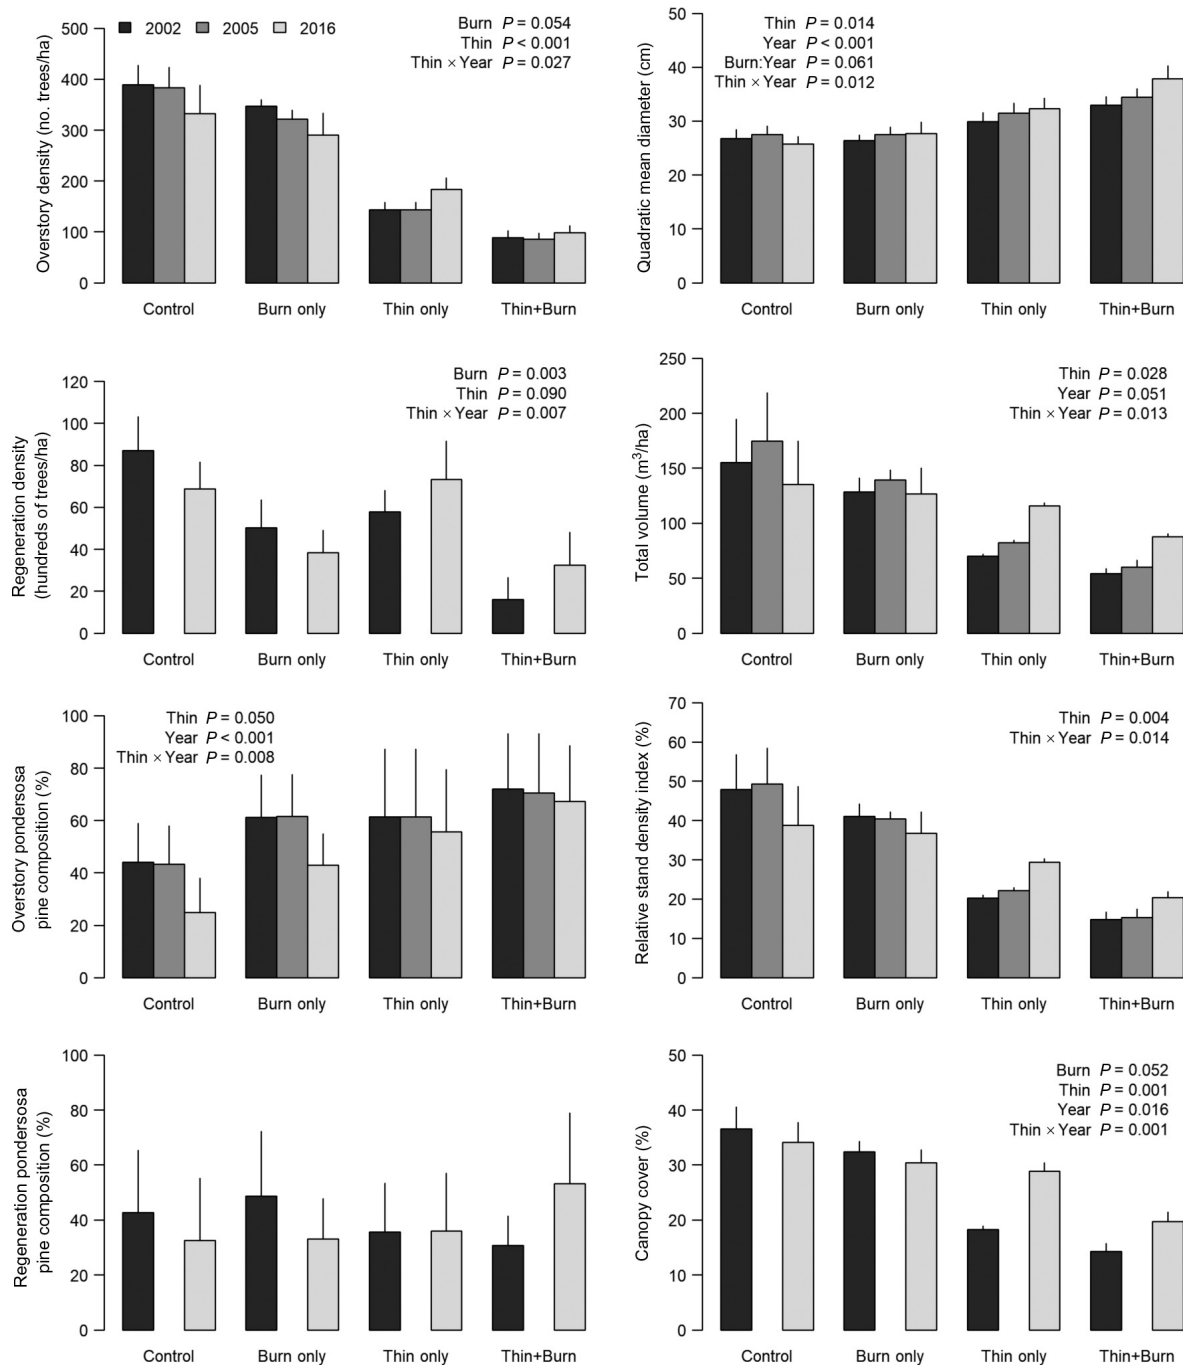 Overstory density (no. trees/ha)
500
400
300
200
100
0
2002 2005 2016
Burn P = 0.054
Thin P < 0.001
Thin × Year P = 0.027
Control Burn only Thin only Thin+Burn
Quadratic mean diameter (cm)
50
40
30
20
10
0
Thin P = 0.014
Year P < 0.001
Burn:Year P = 0.061
Thin × Year P = 0.012
Control Burn only Thin only Thin+Burn
Regeneration density
(hundreds of trees/ha)
120
100
80
60
40
20
0
Burn P = 0.003
Thin P = 0.090
Thin × Year P = 0.007
Control Burn only Thin only Thin+Burn
Total volume (m³/ha)
250
200
150
100
50
0
Thin P = 0.028
Year P = 0.051
Thin × Year P = 0.013
Control Burn only Thin only Thin+Burn
Overstory pondersosa
pine composition (%)
100
80
60
40
20
0
Thin P = 0.050
Year P < 0.001
Thin × Year P = 0.008
Control Burn only Thin only Thin+Burn
Relative stand density index (%)
70
60
50
40
30
20
10
0
Thin P = 0.004
Thin × Year P = 0.014
Control Burn only Thin only Thin+Burn
Regeneration pondersosa
pine composition (%)
100
80
60
40
20
0
Control Burn only Thin only Thin+Burn
Canopy cover (%)
50
40
30
20
10
0
Burn P = 0.052
Thin P = 0.001
Year P = 0.016
Thin × Year P = 0.001
Control Burn only Thin only Thin+Burn